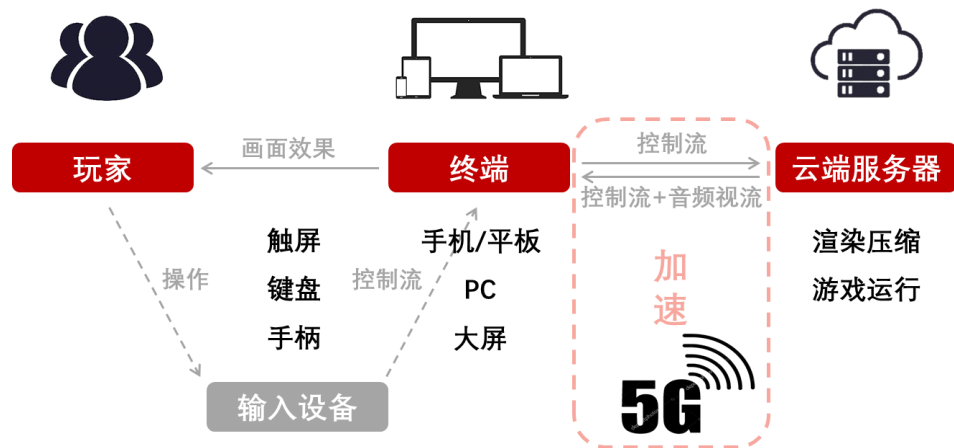 玩家
画面效果
终端
控制流
控制流+音频视流
云端服务器
操作
触屏
键盘
手柄
控制流
手机/平板
PC
大屏
加
速
5G
渲染压缩
游戏运行
输入设备